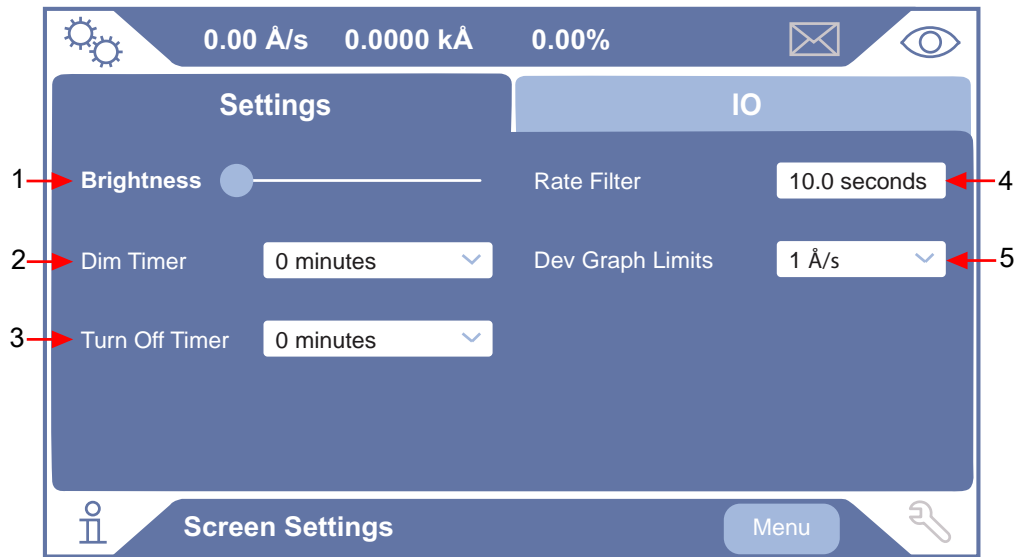 0.00 Å/s 0.0000 kÅ 0.00%
Settings
IO
1 Brightness
Rate Filter 10.0 seconds 4
2 Dim Timer 0 minutes
Dev Graph Limits 1 Å/s 5
3 Turn Off Timer 0 minutes
Screen Settings
Menu